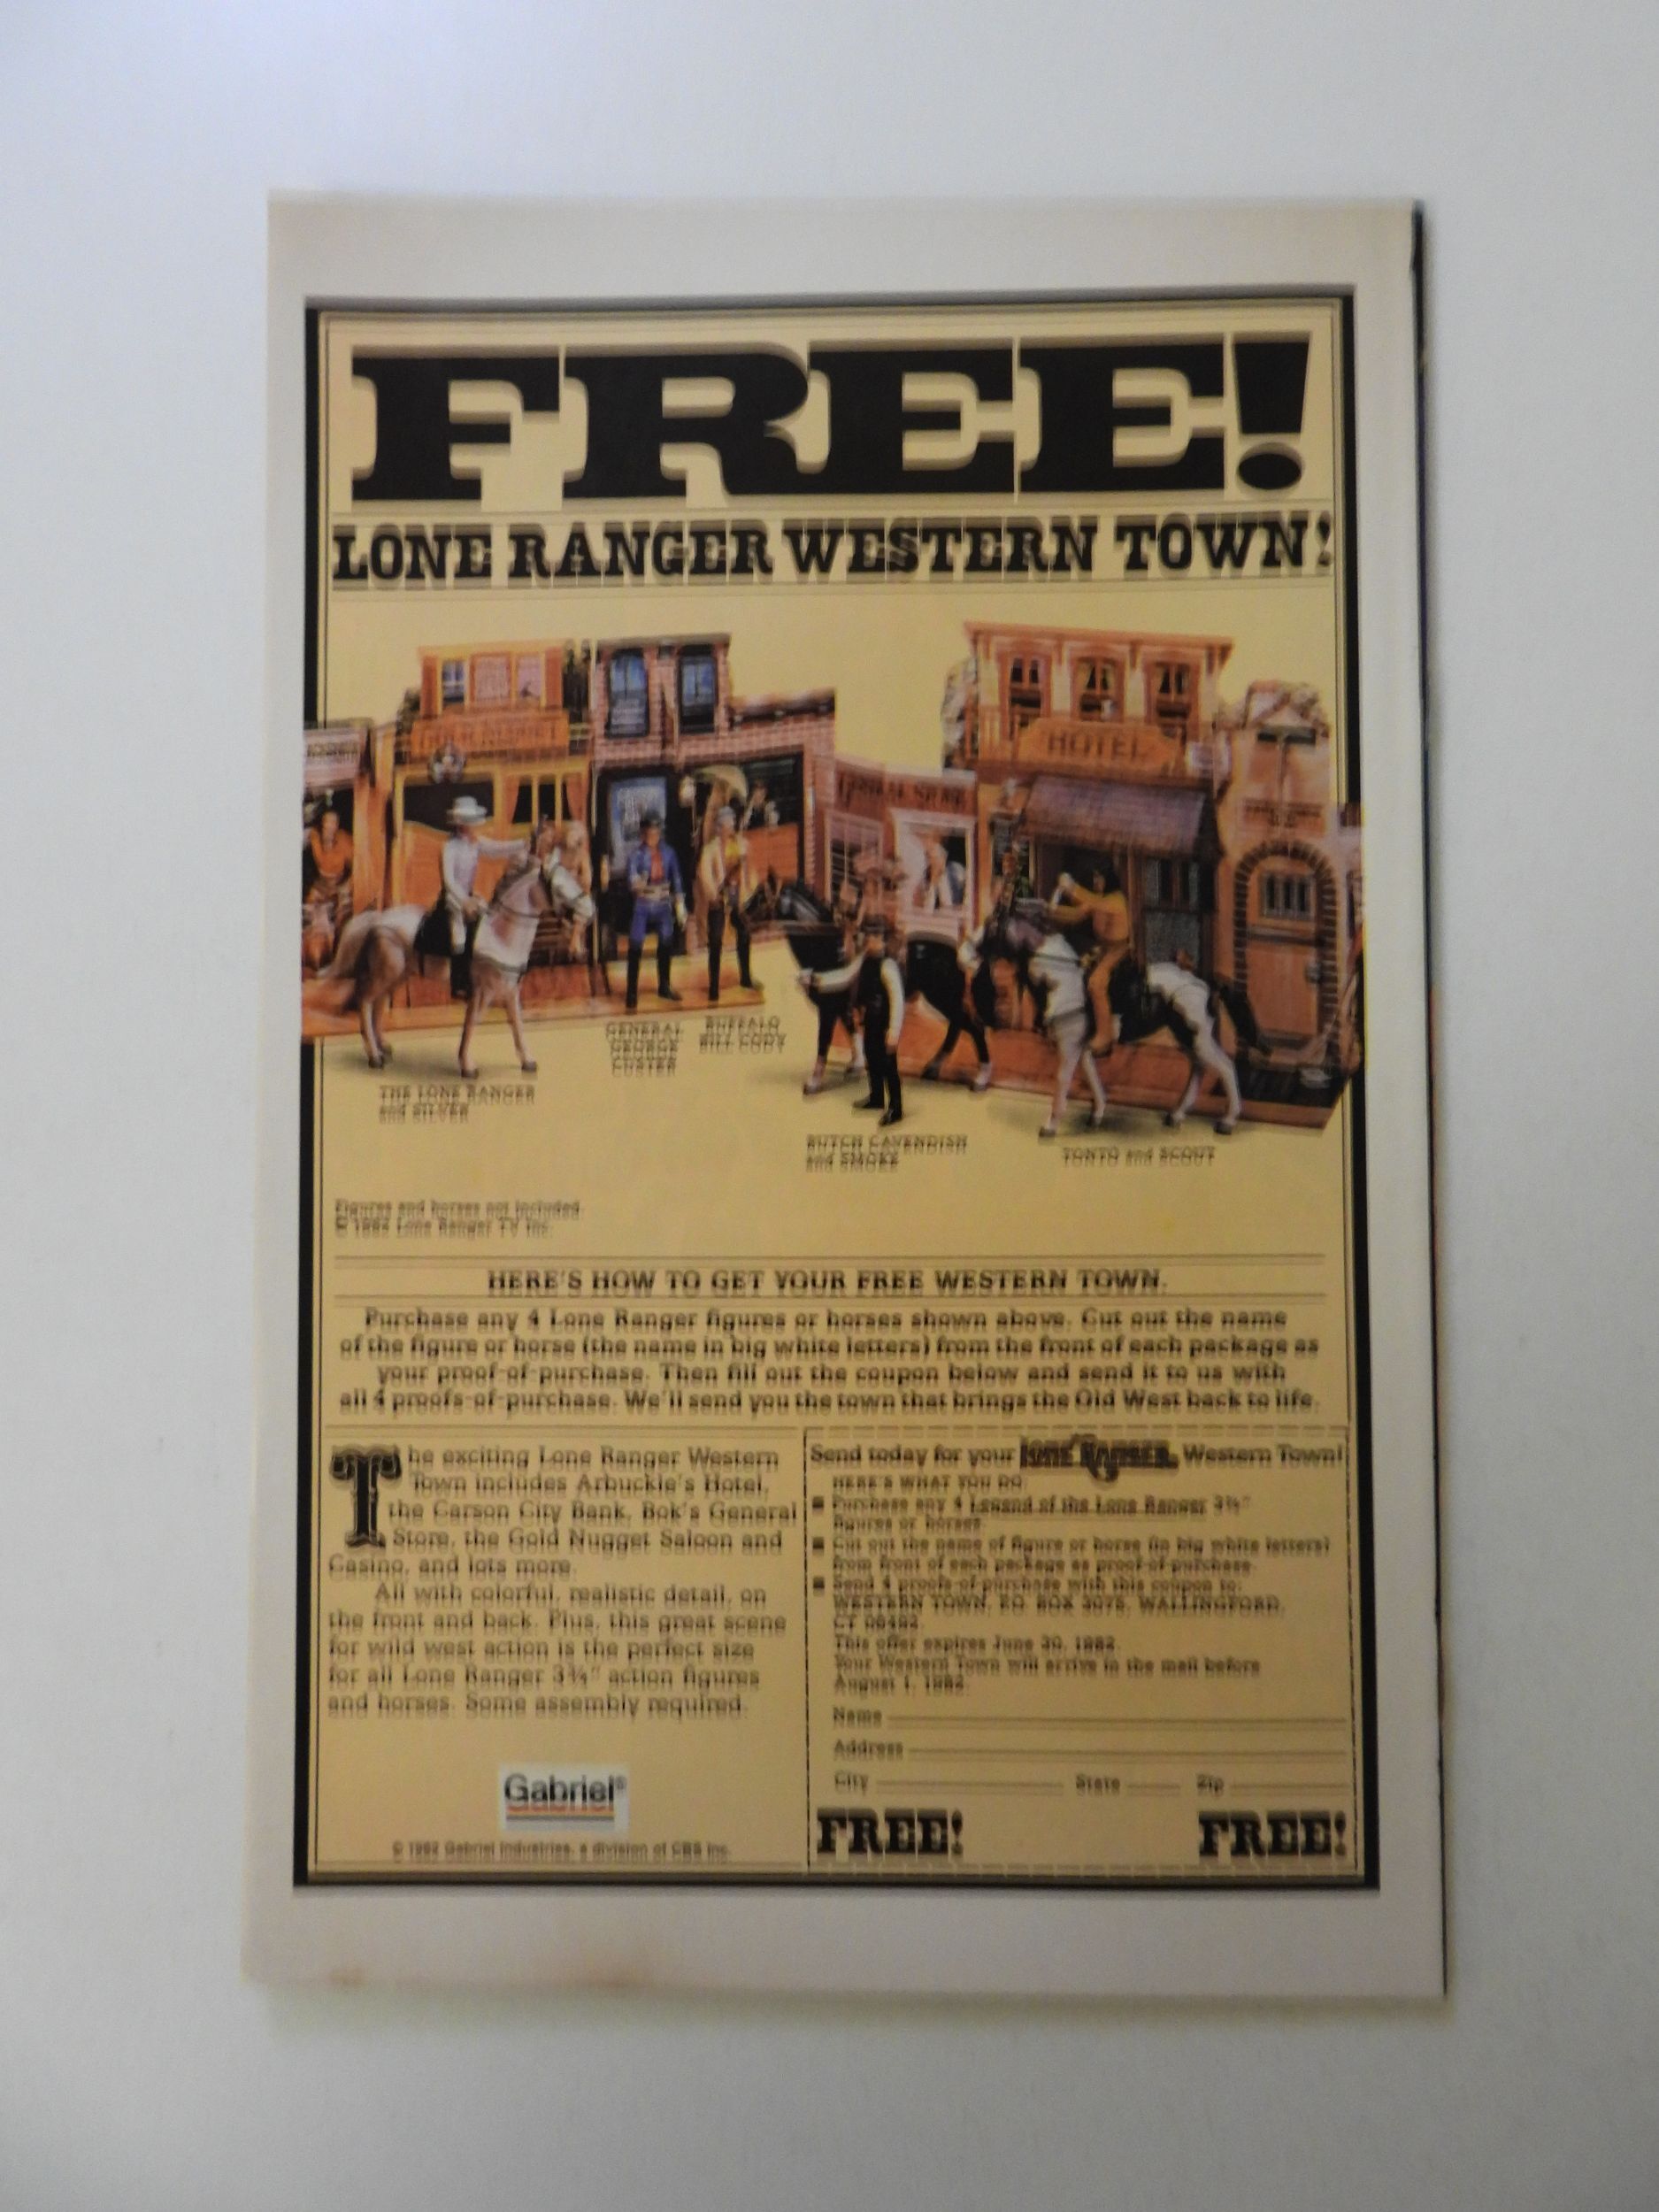 FREE!
LONE RANGER WESTERN TOWN!
HOTEL
GENERAL
GEORGE
CUSTER
BUFFALO
BILL CODY
THE LONE RANGER
and SILVER
BUTCH CAVENDISH
and SMOKE
TONTO and SCOUT
Figures and horses not included.
© 1982 Lone Ranger TV Inc.
HERE'S HOW TO GET YOUR FREE WESTERN TOWN.
Purchase any 4 Lone Ranger figures or horses shown above. Cut out the name
of the figure or horse (the name in big white letters) from the front of each package as
your proof-of-purchase. Then fill out the coupon below and send it to us with
all 4 proofs-of-purchase. We'll send you the town that brings the Old West back to life.
The exciting Lone Ranger Western
Town includes Arbuckle's Hotel,
the Carson City Bank, Bok's General
Store, the Gold Nugget Saloon and
Casino, and lots more.
All with colorful, realistic detail, on
the front and back. Plus, this great scene
for wild west action is the perfect size
for all Lone Ranger 3¾" action figures
and horses. Some assembly required.
Gabriel®
© 1982 Gabriel Industries, a division of CBS Inc.
Send today for your LONE RANGER Western Town!
HERE'S WHAT YOU DO:
■ Purchase any 4 Legend of the Lone Ranger 3¾"
figures or horses.
■ Cut out the name of figure or horse (in big white letters)
from front of each package as proof-of-purchase.
■ Send 4 proofs-of-purchase with this coupon to:
WESTERN TOWN, P.O. BOX 3075, WALLINGFORD,
CT 06492.
This offer expires June 30, 1982.
Your Western Town will arrive in the mail before
August 1, 1982.
Name
Address
City State Zip
FREE! FREE!